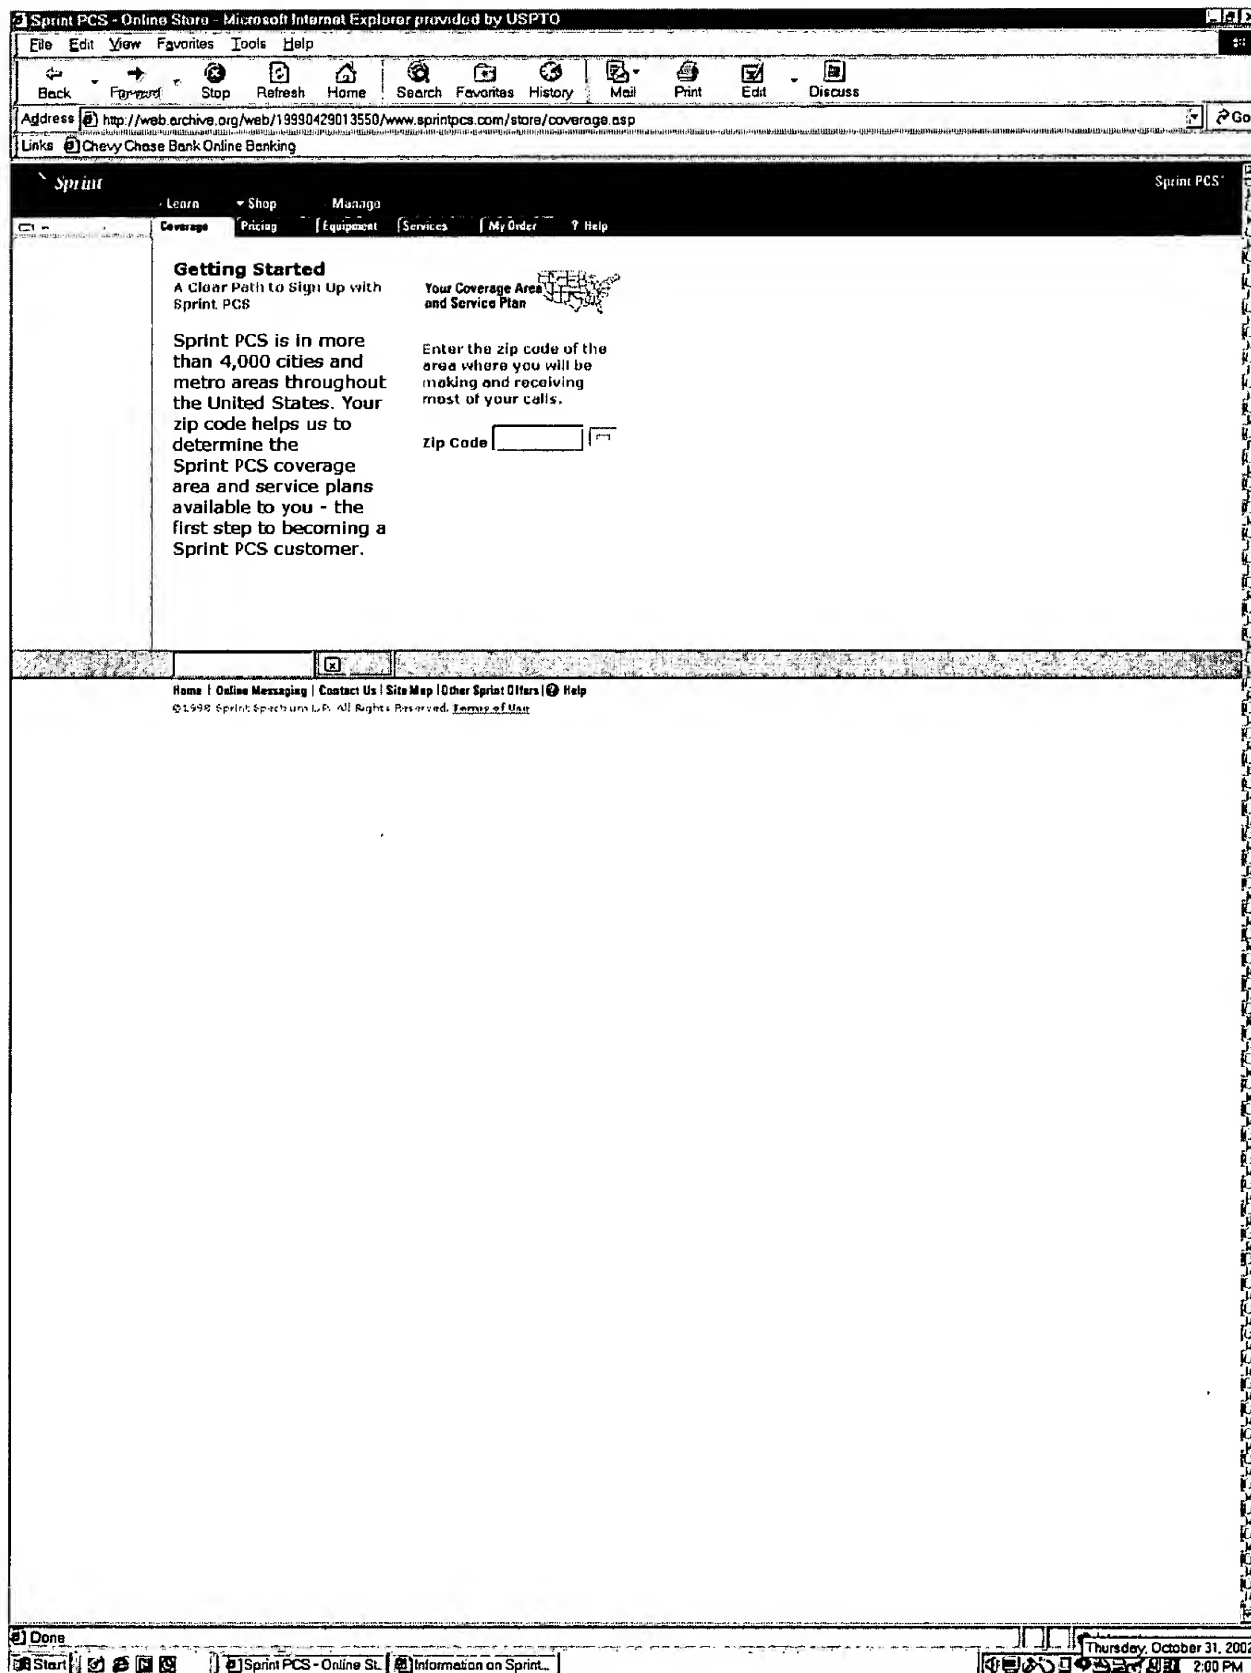 Sprint PCS - Online Store - Microsoft Internet Explorer provided by USPTO
File Edit View Favorites Tools Help
Back Forward Stop Refresh Home Search Favorites History Mail Print Edit Discuss
Address http://web.archive.org/web/19990429013550/www.sprintpcs.com/store/coverage.asp Go
Links Chevy Chase Bank Online Banking
Sprint Sprint PCS
Learn Shop Manage
Coverage Pricing Equipment Services My Order ? Help
Getting Started
A Clear Path to Sign Up with
Sprint PCS
Sprint PCS is in more
than 4,000 cities and
metro areas throughout
the United States. Your
zip code helps us to
determine the
Sprint PCS coverage
area and service plans
available to you - the
first step to becoming a
Sprint PCS customer.
Your Coverage Area
and Service Plan
Enter the zip code of the
area where you will be
making and receiving
most of your calls.
Zip Code
Home | Online Messaging | Contact Us | Site Map | Other Sprint Offers | ? Help
©1998 Sprint Spectrum L.P. All Rights Reserved. Terms of Use
Done
Thursday, October 31, 2002
Start Sprint PCS - Online St... Information on Sprint... 2:00 PM